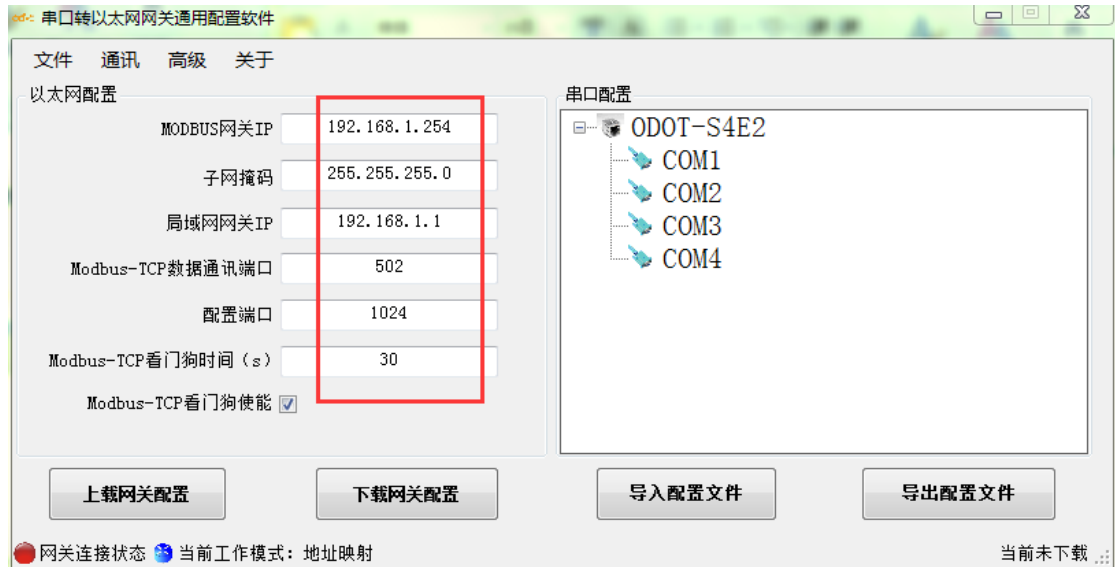 串口转以太网网关通用配置软件
文件 通讯 高级 关于
以太网配置
MODBUS网关IP 192.168.1.254
子网掩码 255.255.255.0
局域网网关IP 192.168.1.1
Modbus-TCP数据通讯端口 502
配置端口 1024
Modbus-TCP看门狗时间（s） 30
Modbus-TCP看门狗使能
串口配置
ODOT-S4E2
COM1
COM2
COM3
COM4
上载网关配置 下载网关配置 导入配置文件 导出配置文件
网关连接状态 当前工作模式：地址映射 当前未下载